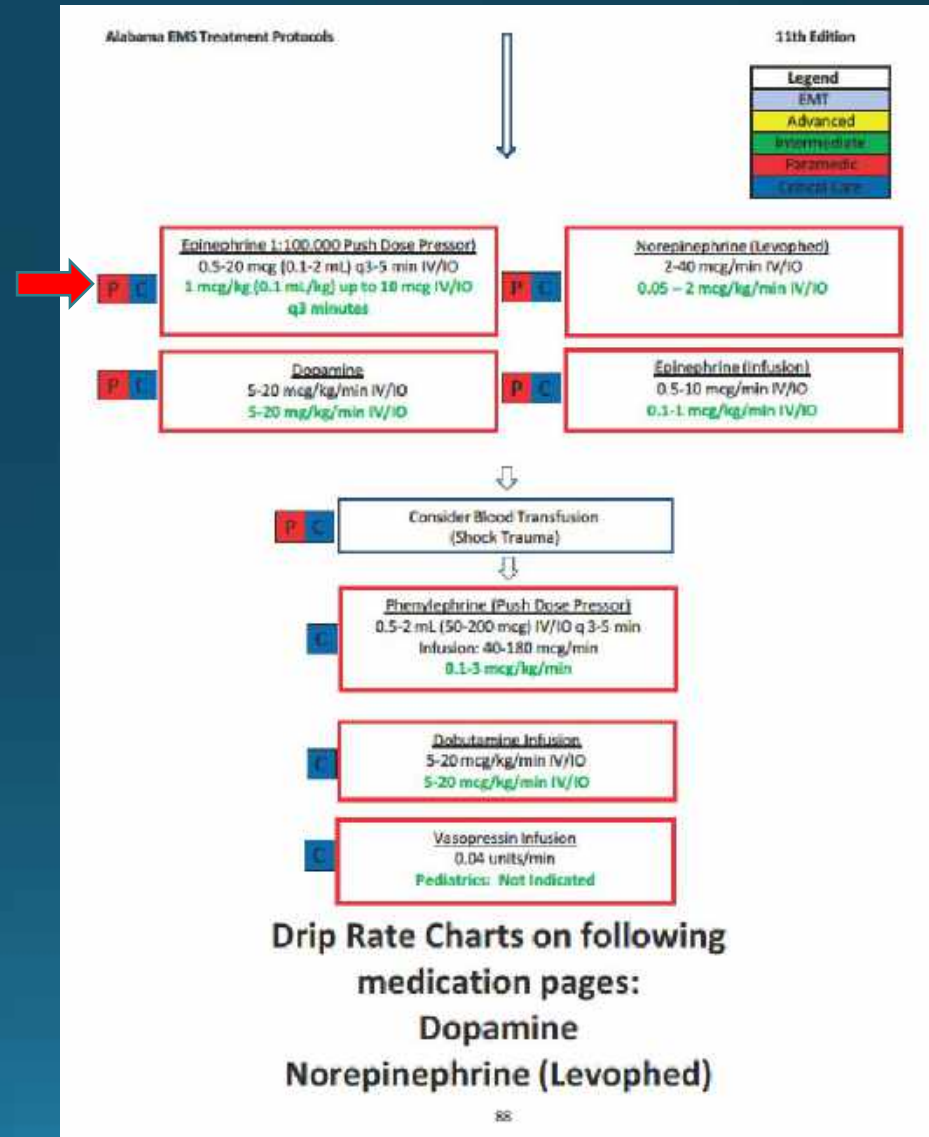 Alabama EMS Treatment Protocols
11th Edition
Legend
EMT
Advanced
Intermediate
Paramedic
Critical Care
P C
Epinephrine 1:100,000 Push Dose Pressor)
0.5-20 mcg (0.1-2 mL) q3-5 min IV/IO
1 mcg/kg (0.1 mL/kg) up to 10 mcg IV/IO
q3 minutes
P C
Norepinephrine (Levophed)
2-40 mcg/min IV/IO
0.05 – 2 mcg/kg/min IV/IO
P C
Dopamine
5-20 mcg/kg/min IV/IO
5-20 mg/kg/min IV/IO
P C
Epinephrine (Infusion)
0.5-10 mcg/min IV/IO
0.1-1 mcg/kg/min IV/IO
P C
Consider Blood Transfusion
(Shock Trauma)
C
Phenylephrine (Push Dose Pressor)
0.5-2 mL (50-200 mcg) IV/IO q 3-5 min
Infusion: 40-180 mcg/min
0.1-3 mcg/kg/min
C
Dobutamine Infusion
5-20 mcg/kg/min IV/IO
5-20 mcg/kg/min IV/IO
C
Vasopressin Infusion
0.04 units/min
Pediatrics: Not Indicated
Drip Rate Charts on following
medication pages:
Dopamine
Norepinephrine (Levophed)
88